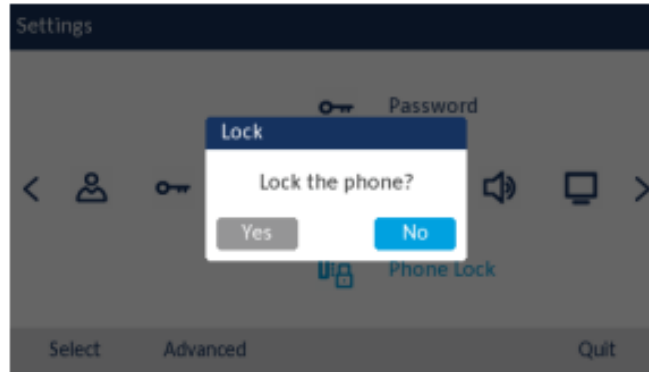 Settings
Password
Lock
Lock the phone?
Yes No
Phone Lock
Select Advanced Quit